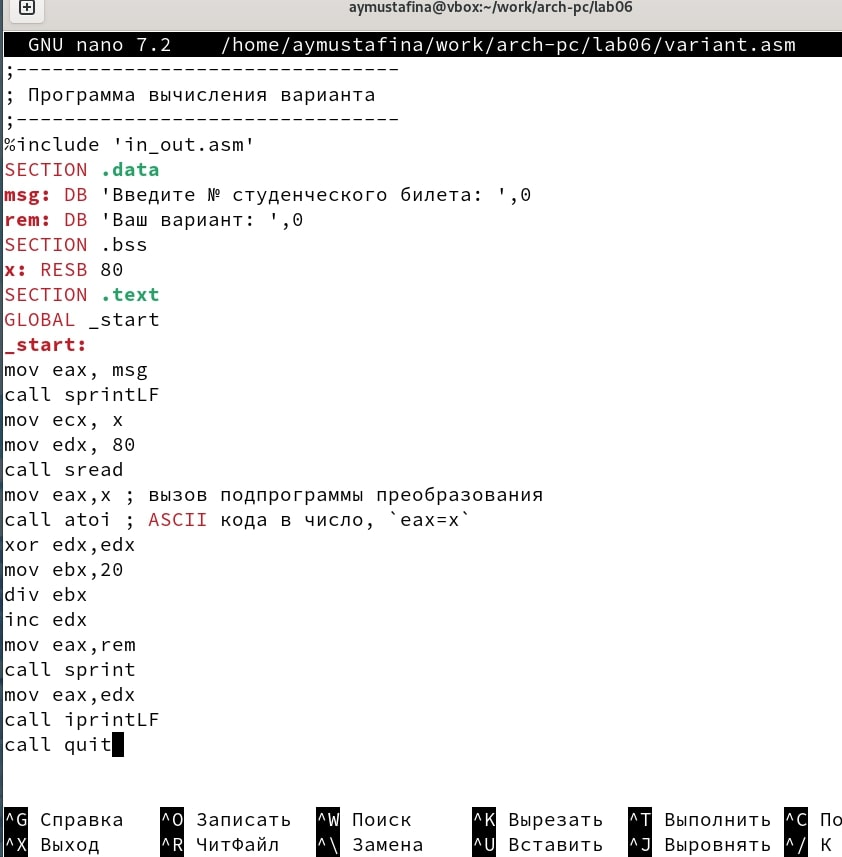 aymustafina@vbox:~/work/arch-pc/lab06
GNU nano 7.2    /home/aymustafina/work/arch-pc/lab06/variant.asm
;--------------------------------
; Программа вычисления варианта
;--------------------------------
%include 'in_out.asm'
SECTION .data
msg: DB 'Введите № студенческого билета: ',0
rem: DB 'Ваш вариант: ',0
SECTION .bss
x: RESB 80
SECTION .text
GLOBAL _start
_start:
mov eax, msg
call sprintLF
mov ecx, x
mov edx, 80
call sread
mov eax,x ; вызов подпрограммы преобразования
call atoi ; ASCII кода в число, `eax=x`
xor edx,edx
mov ebx,20
div ebx
inc edx
mov eax,rem
call sprint
mov eax,edx
call iprintLF
call quit
^G Справка ^O Записать ^W Поиск ^K Вырезать ^T Выполнить ^C По
^X Выход ^R ЧитФайл ^\ Замена ^U Вставить ^J Выровнять ^/ К